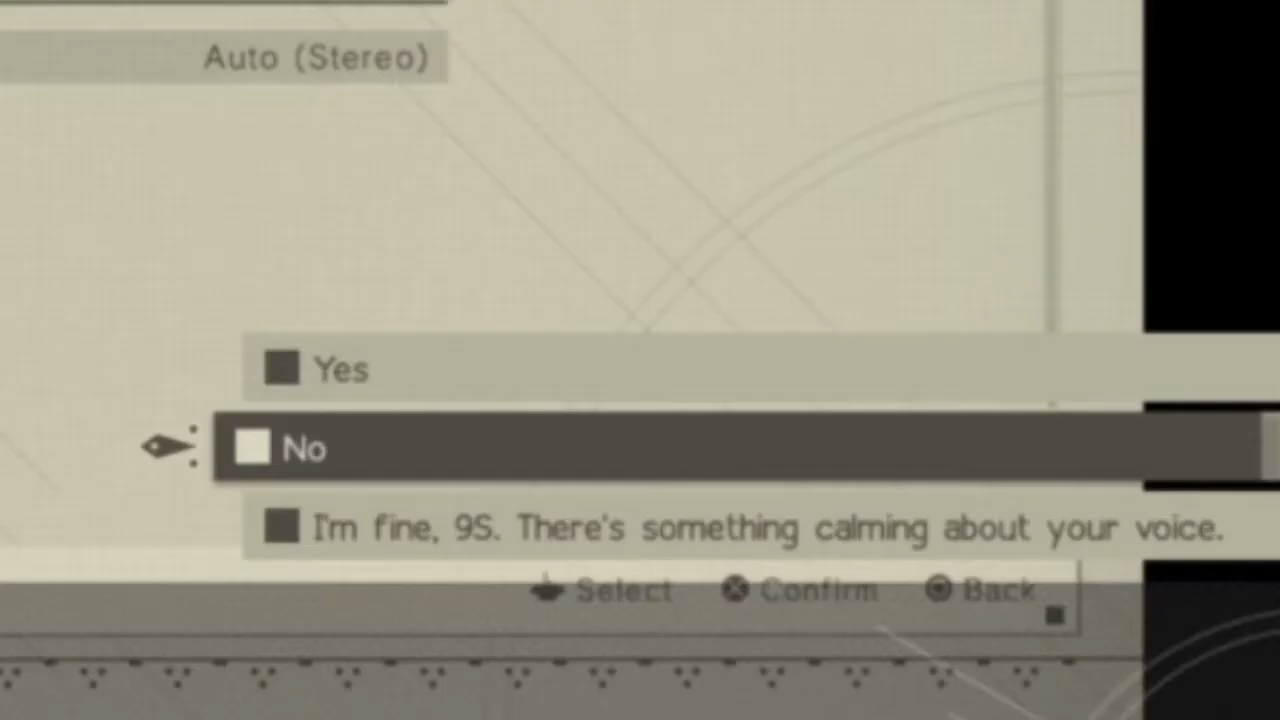 Auto (Stereo)
Yes
No
I'm fine, 9S. There's something calming about your voice.
Select Confirm Back